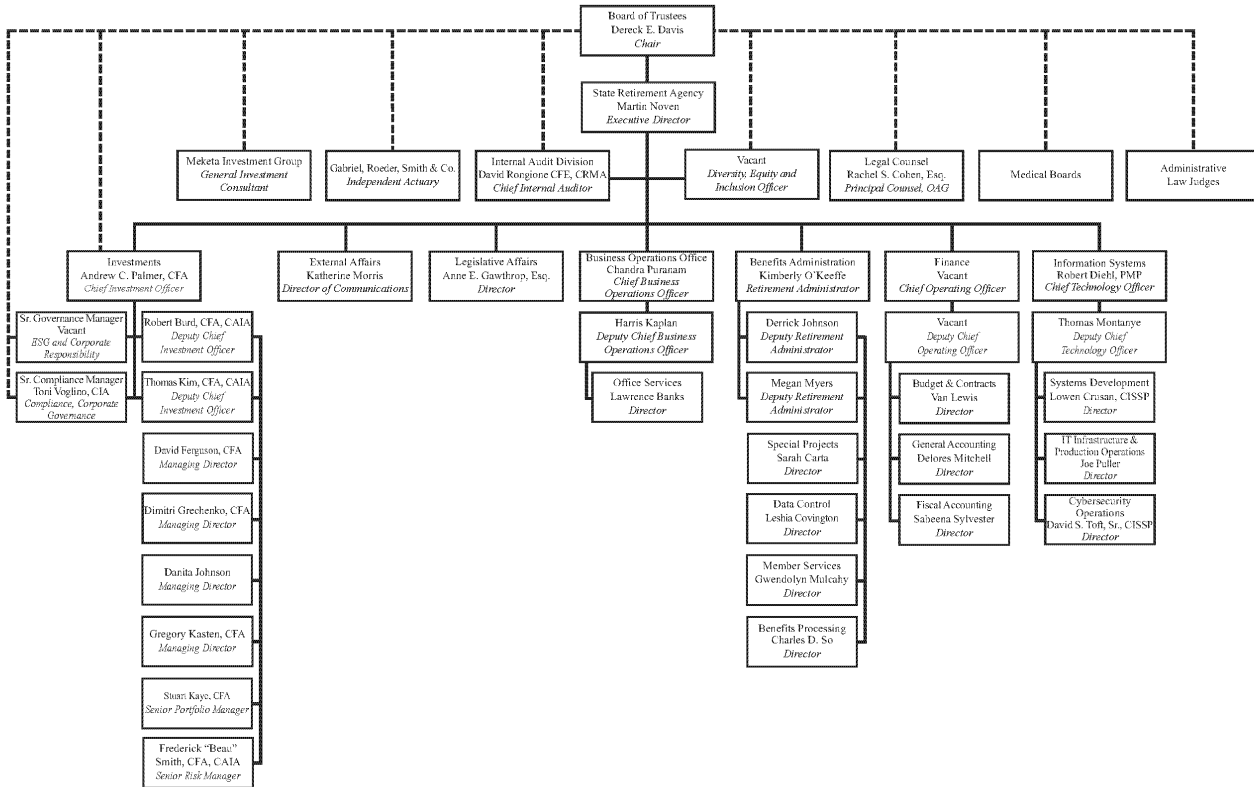 Board of Trustees
Dereck E. Davis
Chair
State Retirement Agency
Martin Noven
Executive Director
Meketa Investment Group
General Investment
Consultant
Gabriel, Roeder, Smith & Co.
Independent Actuary
Internal Audit Division
David Rongione CFE, CRMA
Chief Internal Auditor
Vacant
Diversity, Equity and
Inclusion Officer
Legal Counsel
Rachel S. Cohen, Esq.
Principal Counsel, OAG
Medical Boards
Administrative
Law Judges
Investments
Andrew C. Palmer, CFA
Chief Investment Officer
External Affairs
Katherine Morris
Director of Communications
Legislative Affairs
Anne E. Gawthrop, Esq.
Director
Business Operations Office
Chandra Puranam
Chief Business
Operations Officer
Benefits Administration
Kimberly O'Keeffe
Retirement Administrator
Finance
Vacant
Chief Operating Officer
Information Systems
Robert Diehl, PMP
Chief Technology Officer
Sr. Governance Manager
Vacant
ESG and Corporate
Responsibility
Robert Burd, CFA, CAIA
Deputy Chief
Investment Officer
Harris Kaplan
Deputy Chief Business
Operations Officer
Derrick Johnson
Deputy Retirement
Administrator
Vacant
Deputy Chief
Operating Officer
Thomas Montanye
Deputy Chief
Technology Officer
Sr. Compliance Manager
Toni Voglino, CIA
Compliance, Corporate
Governance
Thomas Kim, CFA, CAIA
Deputy Chief
Investment Officer
Office Services
Lawrence Banks
Director
Megan Myers
Deputy Retirement
Administrator
Budget & Contracts
Van Lewis
Director
Systems Development
Lowen Crusan, CISSP
Director
David Ferguson, CFA
Managing Director
Special Projects
Sarah Carta
Director
General Accounting
Delores Mitchell
Director
IT Infrastructure &
Production Operations
Joe Puller
Director
Dimitri Grechenko, CFA
Managing Director
Data Control
Leshia Covington
Director
Fiscal Accounting
Sabeena Sylvester
Director
Cybersecurity
Operations
David S. Toft, Sr., CISSP
Director
Danita Johnson
Managing Director
Member Services
Gwendolyn Mulcahy
Director
Gregory Kasten, CFA
Managing Director
Benefits Processing
Charles D. So
Director
Stuart Kaye, CFA
Senior Portfolio Manager
Frederick “Beau”
Smith, CFA, CAIA
Senior Risk Manager